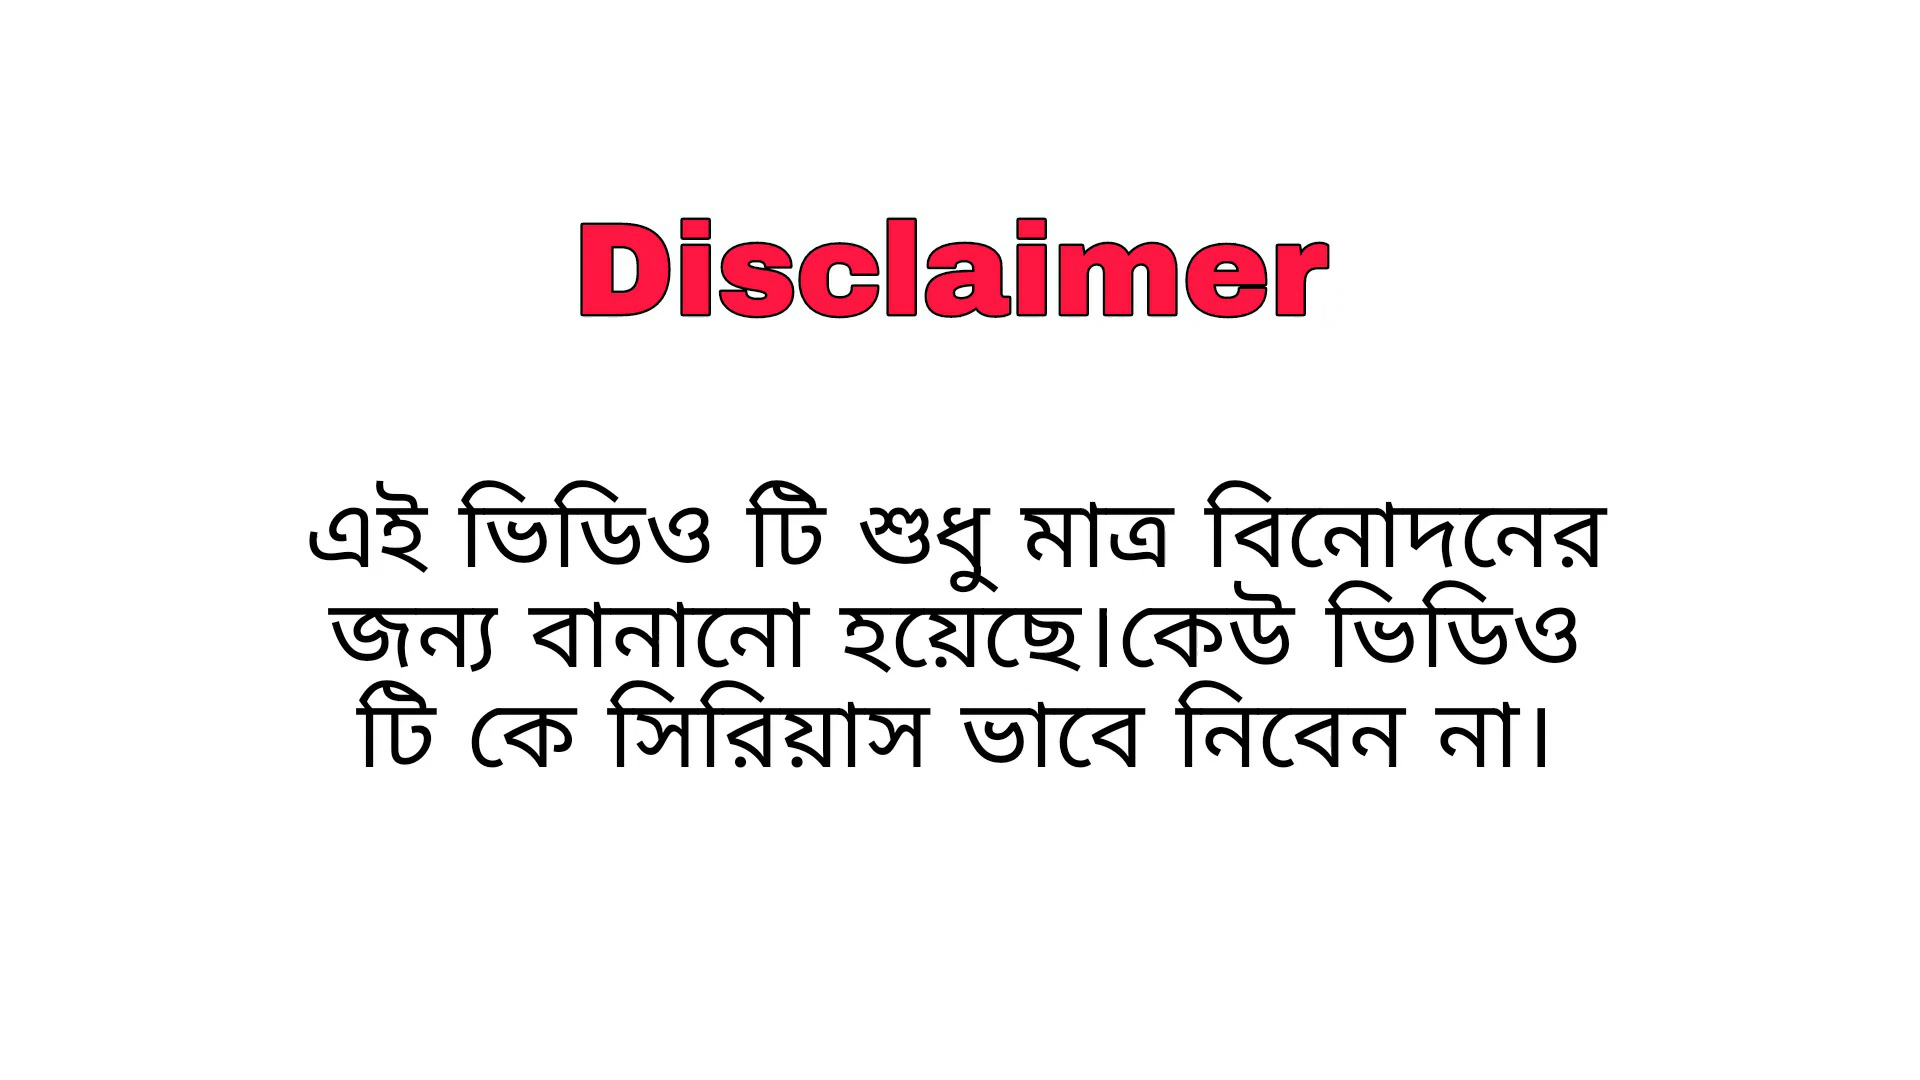 Disclaimer
এই ভিডিও টি শুধু মাত্র বিনোদনের
জন্য বানানো হয়েছে।কেউ ভিডিও
টি কে সিরিয়াস ভাবে নিবেন না।